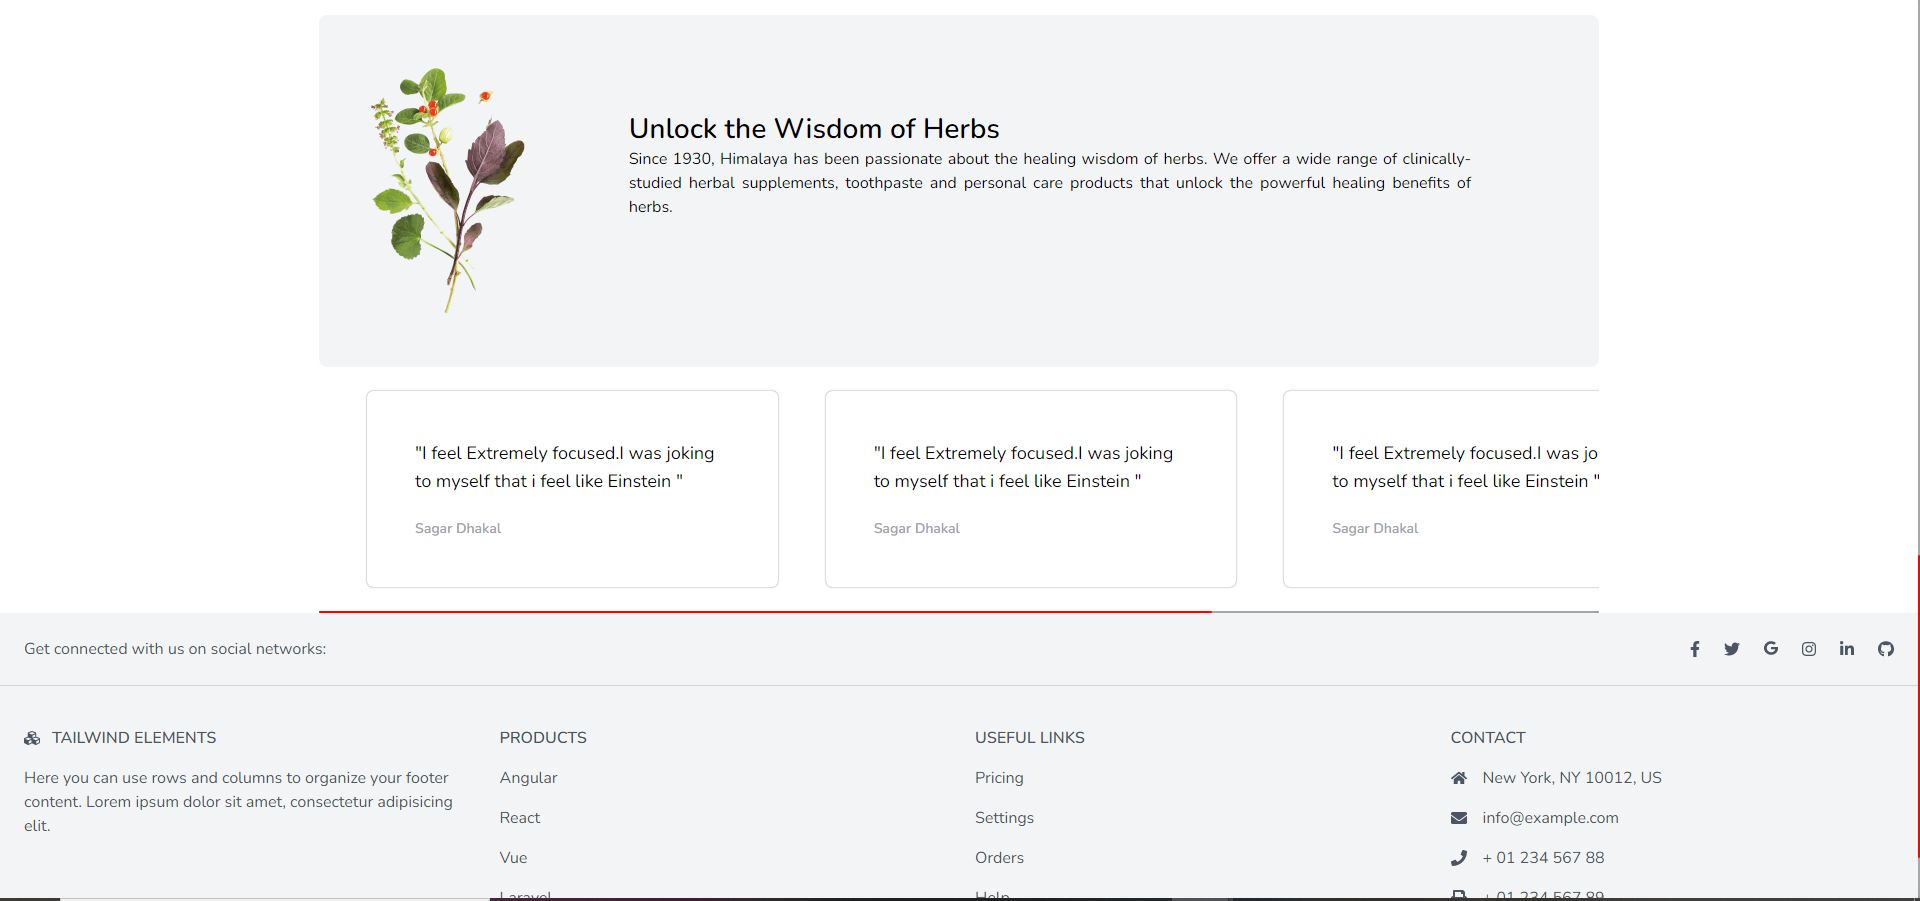 Unlock the Wisdom of Herbs
Since 1930, Himalaya has been passionate about the healing wisdom of herbs. We offer a wide range of clinically-
studied herbal supplements, toothpaste and personal care products that unlock the powerful healing benefits of
herbs.
"I feel Extremely focused.I was joking
to myself that i feel like Einstein "
Sagar Dhakal
"I feel Extremely focused.I was joking
to myself that i feel like Einstein "
Sagar Dhakal
"I feel Extremely focused.I was jo
to myself that i feel like Einstein "
Sagar Dhakal
Get connected with us on social networks:
TAILWIND ELEMENTS
Here you can use rows and columns to organize your footer
content. Lorem ipsum dolor sit amet, consectetur adipisicing
elit.
PRODUCTS
Angular
React
Vue
Laravel
USEFUL LINKS
Pricing
Settings
Orders
Help
CONTACT
New York, NY 10012, US
info@example.com
+ 01 234 567 88
+ 01 234 567 89